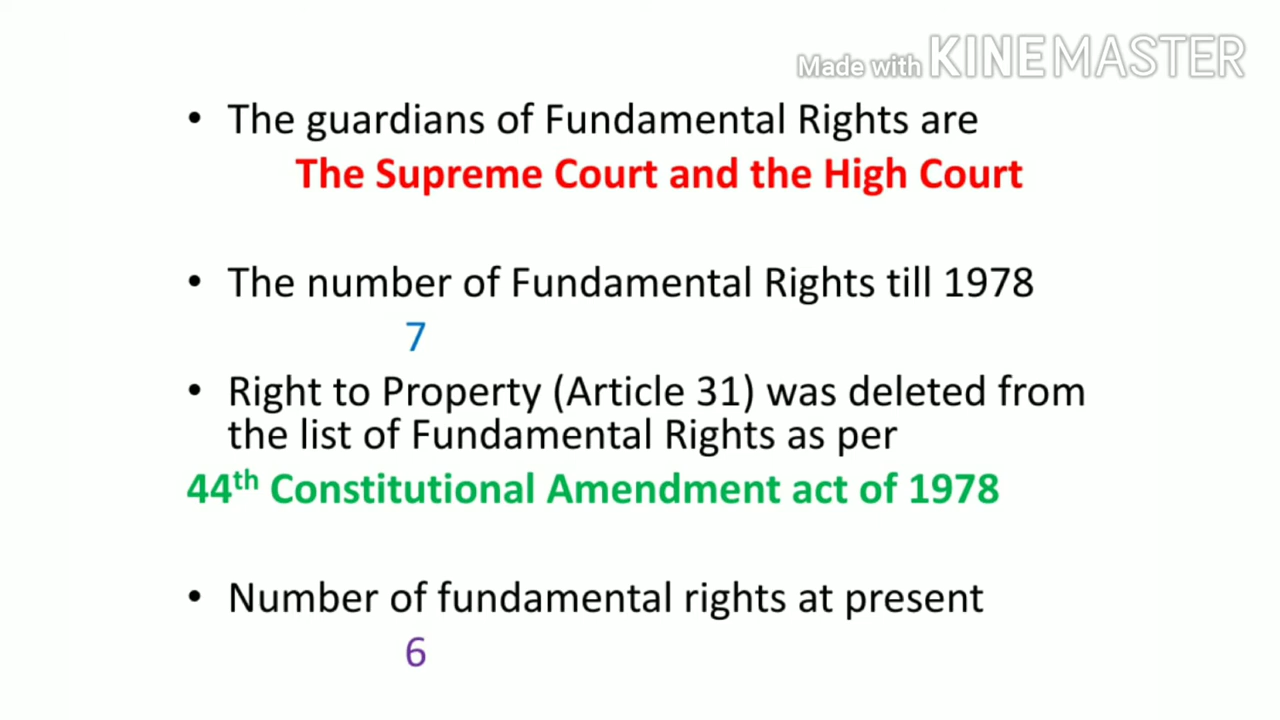 Made with KINEMASTER
• The guardians of Fundamental Rights are
The Supreme Court and the High Court
• The number of Fundamental Rights till 1978
7
• Right to Property (Article 31) was deleted from
the list of Fundamental Rights as per
44th Constitutional Amendment act of 1978
• Number of fundamental rights at present
6